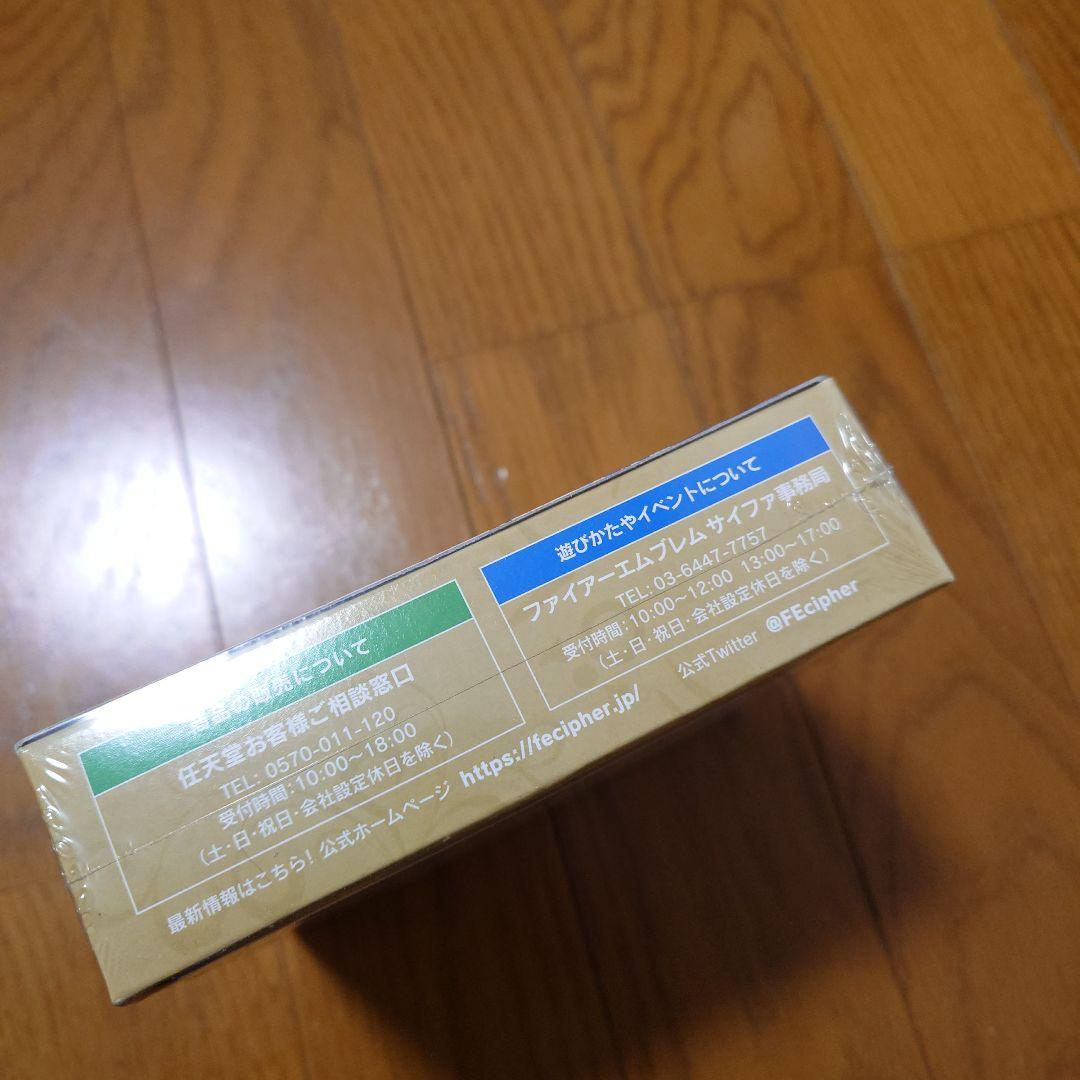 について
任天堂お客様ご相談窓口
TEL: 0570-011-120
受付時間:10:00~18:00
(土・日・祝日・会社設定休日を除く)
遊びかたやイベントについて
ファイアーエムブレムサイファ事務局
TEL:03-6447-7757
受付時間:10:00~12:00 13:00~17:00
(土・日・祝日・会社設定休日を除く)
最新情報はこちら! 公式ホームページ https://fecipher.jp/ 公式Twitter @FEcipher